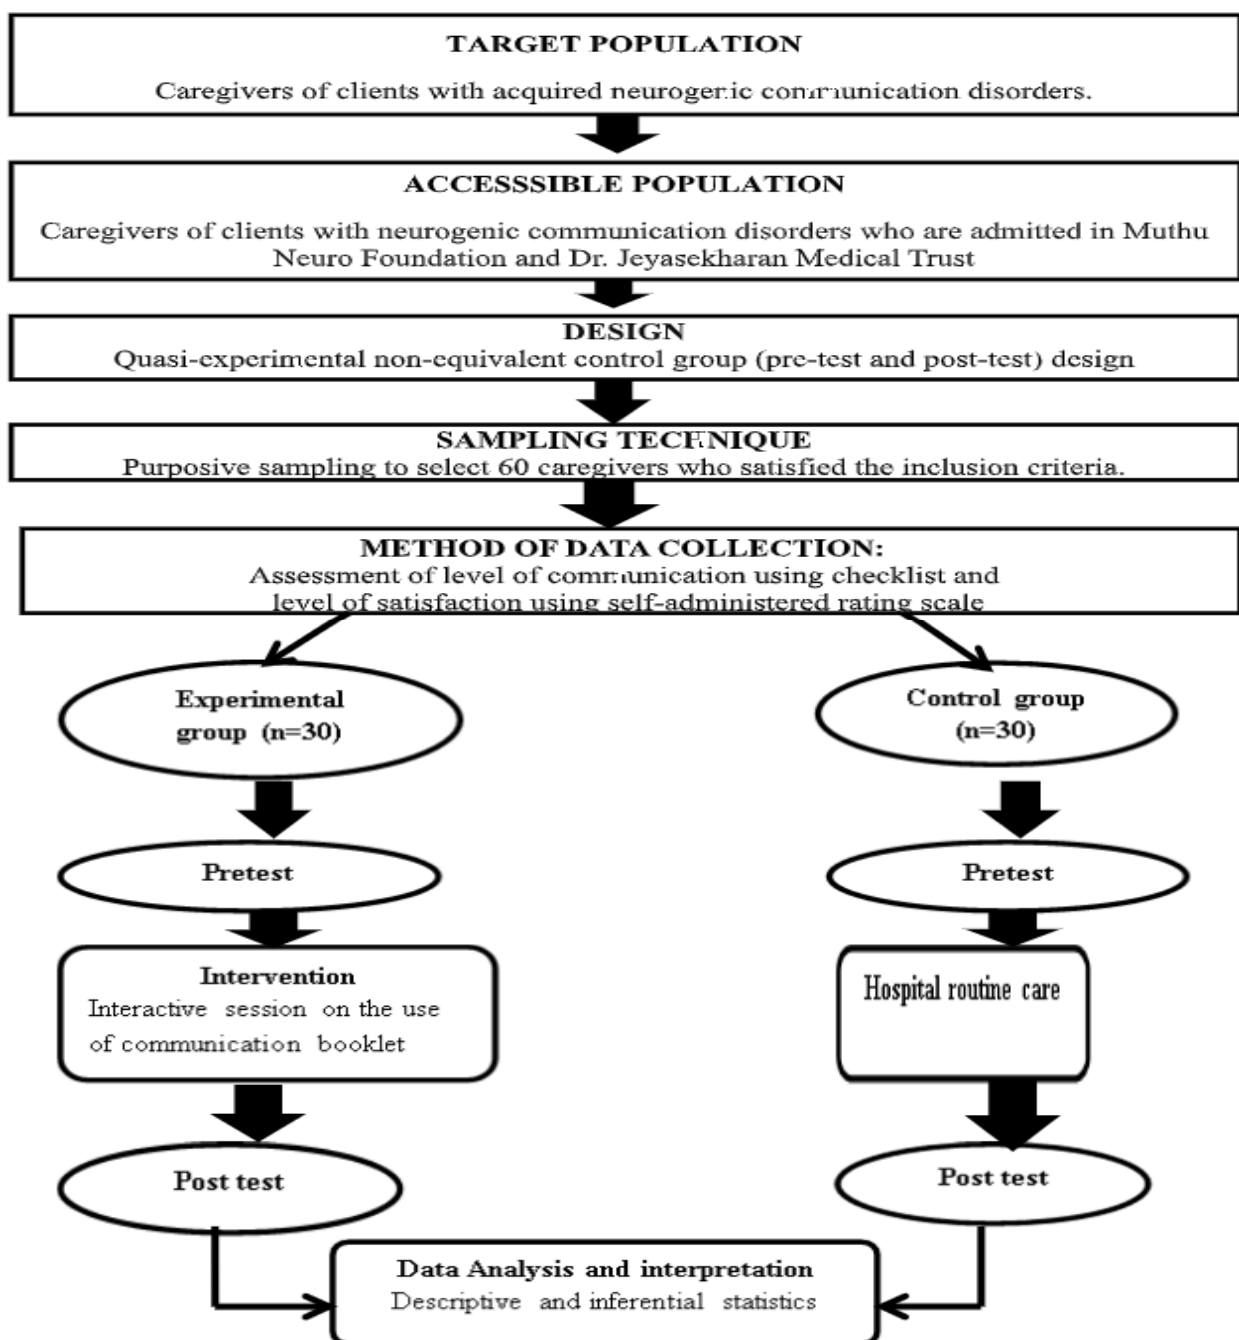 TARGET POPULATION
Caregivers of clients with acquired neurogenic communication disorders.
ACCESSSIBLE POPULATION
Caregivers of clients with neurogenic communication disorders who are admitted in Muthu
Neuro Foundation and Dr. Jeyasekharan Medical Trust
DESIGN
Quasi-experimental non-equivalent control group (pre-test and post-test) design
SAMPLING TECHNIQUE
Purposive sampling to select 60 caregivers who satisfied the inclusion criteria.
METHOD OF DATA COLLECTION:
Assessment of level of communication using checklist and
level of satisfaction using self-administered rating scale
Experimental
group (n=30)
Control group
(n=30)
Pretest
Pretest
Intervention
Interactive session on the use
of communication booklet
Hospital routine care
Post test
Post test
Data Analysis and interpretation
Descriptive and inferential statistics